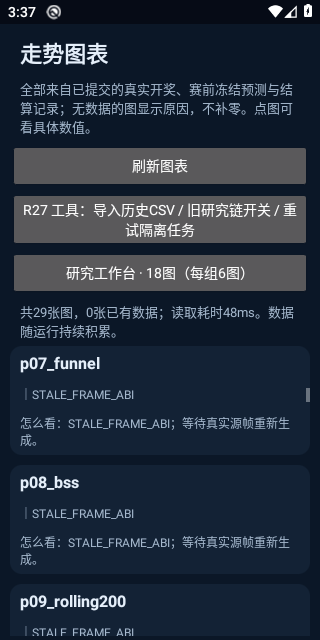 3:37
走势图表
全部来自已提交的真实开奖、赛前冻结预测与结
算记录；无数据的图显示原因，不补零。点图可
看具体数值。
刷新图表
R27 工具：导入历史CSV / 旧研究链开关 / 重
试隔离任务
研究工作台 · 18图（每组6图）
共29张图，0张已有数据；读取耗时48ms。数据
随运行持续积累。
p07_funnel
｜STALE_FRAME_ABI
怎么看：STALE_FRAME_ABI；等待真实源帧重新生
成。
p08_bss
｜STALE_FRAME_ABI
怎么看：STALE_FRAME_ABI；等待真实源帧重新生
成。
p09_rolling200
｜STALE_FRAME_ABI